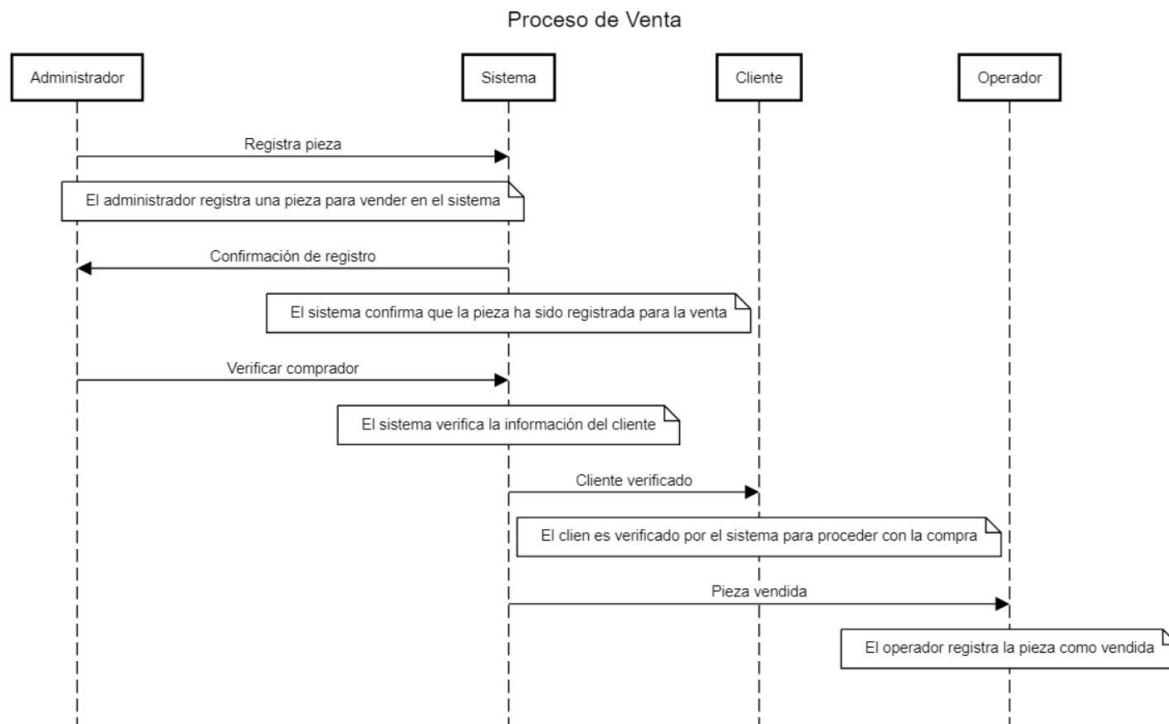 Proceso de Venta
Administrador
Sistema
Cliente
Operador
Registra pieza
El administrador registra una pieza para vender en el sistema
Confirmación de registro
El sistema confirma que la pieza ha sido registrada para la venta
Verificar comprador
El sistema verifica la información del cliente
Cliente verificado
El clien es verificado por el sistema para proceder con la compra
Pieza vendida
El operador registra la pieza como vendida